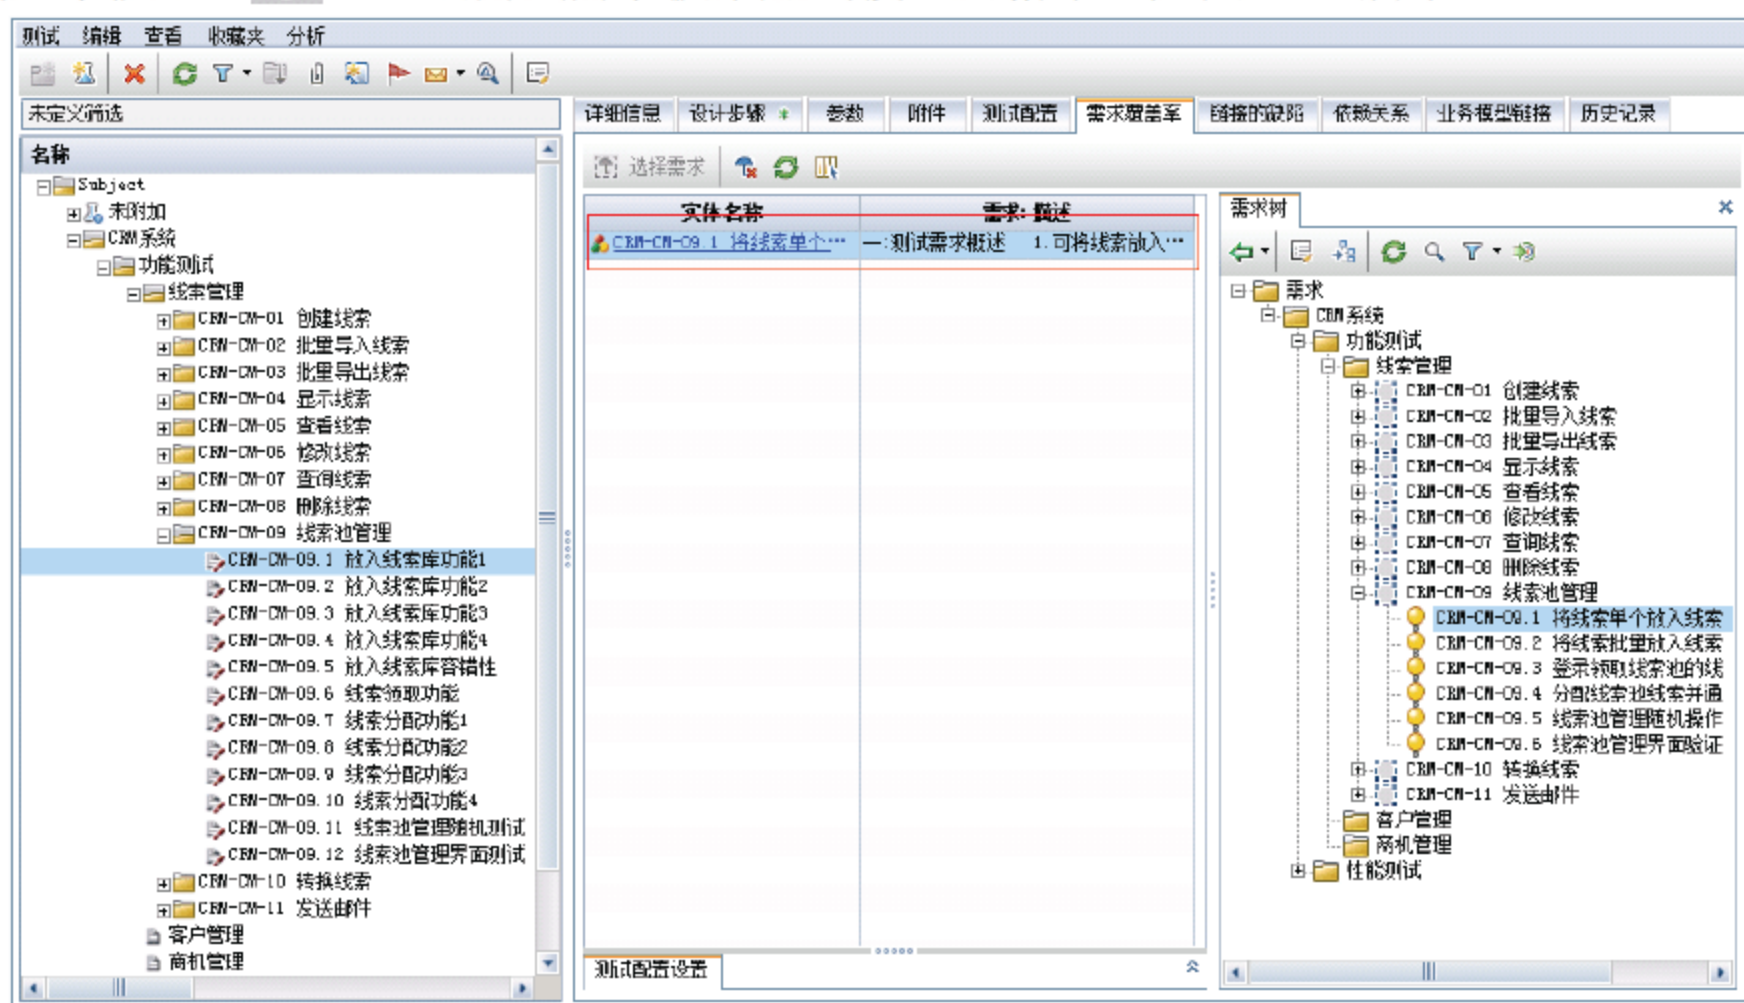 测试 编辑 查看 收藏夹 分析
未定义筛选
名称
Subject
未附加
CRM系统
功能测试
线索管理
CRM-CM-01 创建线索
CRM-CM-02 批量导入线索
CRM-CM-03 批量导出线索
CRM-CM-04 显示线索
CRM-CM-05 查看线索
CRM-CM-06 修改线索
CRM-CM-07 查询线索
CRM-CM-08 删除线索
CRM-CM-09 线索池管理
CRM-CM-09.1 放入线索库功能1
CRM-CM-09.2 放入线索库功能2
CRM-CM-09.3 放入线索库功能3
CRM-CM-09.4 放入线索库功能4
CRM-CM-09.5 放入线索库容错性
CRM-CM-09.6 线索领取功能
CRM-CM-09.7 线索分配功能1
CRM-CM-09.8 线索分配功能2
CRM-CM-09.9 线索分配功能3
CRM-CM-09.10 线索分配功能4
CRM-CM-09.11 线索池管理随机测试
CRM-CM-09.12 线索池管理界面测试
CRM-CM-10 转换线索
CRM-CM-11 发送邮件
客户管理
商机管理
详细信息 设计步骤 * 参数 附件 测试配置 需求覆盖率 链接的缺陷 依赖关系 业务模型链接 历史记录
选择需求
实体名称 需求: 描述
CRM-CM-09.1 将线索单个… 一:测试需求概述 1.可将线索放入…
测试配置设置
需求树
需求
CRM系统
功能测试
线索管理
CRM-CM-01 创建线索
CRM-CM-02 批量导入线索
CRM-CM-03 批量导出线索
CRM-CM-04 显示线索
CRM-CM-05 查看线索
CRM-CM-06 修改线索
CRM-CM-07 查询线索
CRM-CM-08 删除线索
CRM-CM-09 线索池管理
CRM-CM-09.1 将线索单个放入线索
CRM-CM-09.2 将线索批量放入线索
CRM-CM-09.3 登录领取线索池的线
CRM-CM-09.4 分配线索池线索并通
CRM-CM-09.5 线索池管理随机操作
CRM-CM-09.6 线索池管理界面验证
CRM-CM-10 转换线索
CRM-CM-11 发送邮件
客户管理
商机管理
性能测试